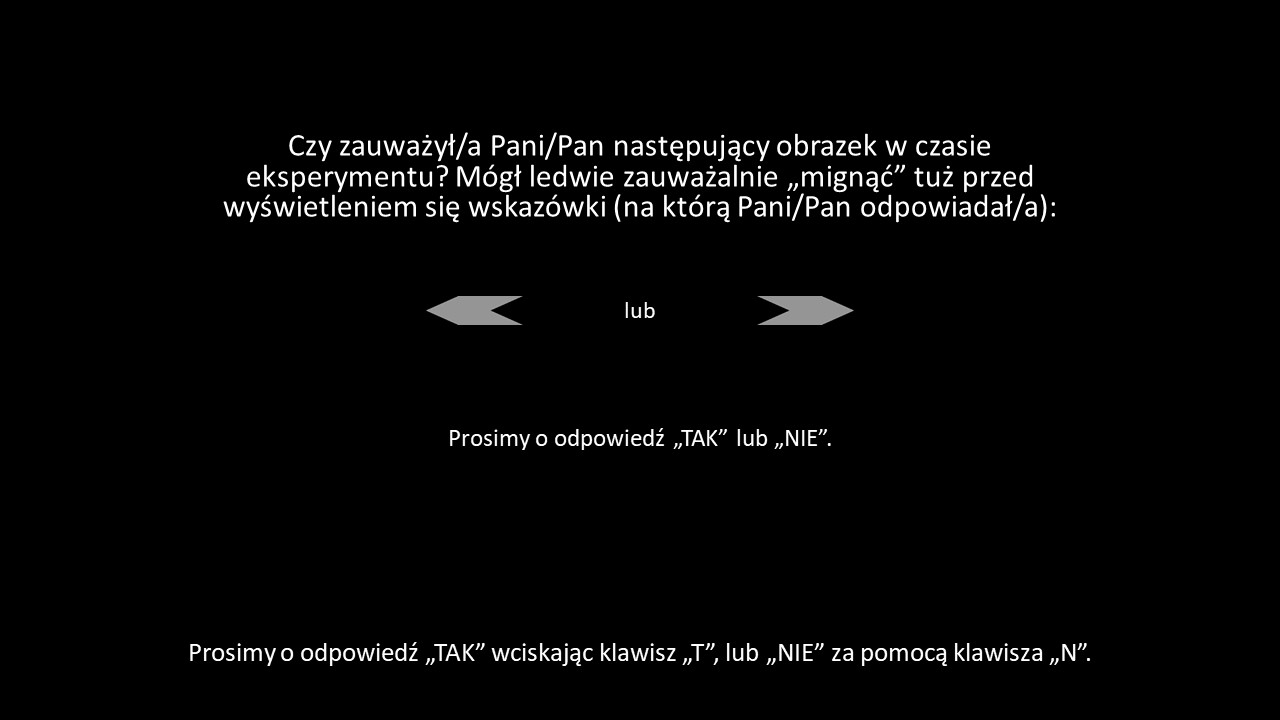 Czy zauważył/a Pani/Pan następujący obrazek w czasie
eksperymentu? Mógł ledwie zauważalnie „mignąć” tuż przed
wyświetleniem się wskazówki (na którą Pani/Pan odpowiadał/a):
lub
Prosimy o odpowiedź „TAK” lub „NIE”.
Prosimy o odpowiedź „TAK” wciskając klawisz „T”, lub „NIE” za pomocą klawisza „N”.